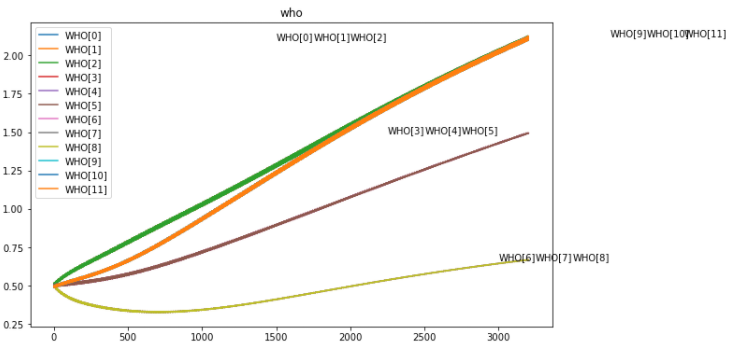 who
WHO[0] WHO[1] WHO[2]
WHO[9] WHO[10] WHO[11]
WHO[0]
WHO[1]
WHO[2]
WHO[3]
WHO[4]
WHO[5]
WHO[6]
WHO[7]
WHO[8]
WHO[9]
WHO[10]
WHO[11]
WHO[3] WHO[4] WHO[5]
WHO[6] WHO[7] WHO[8]
2.00
1.75
1.50
1.25
1.00
0.75
0.50
0.25
0 500 1000 1500 2000 2500 3000